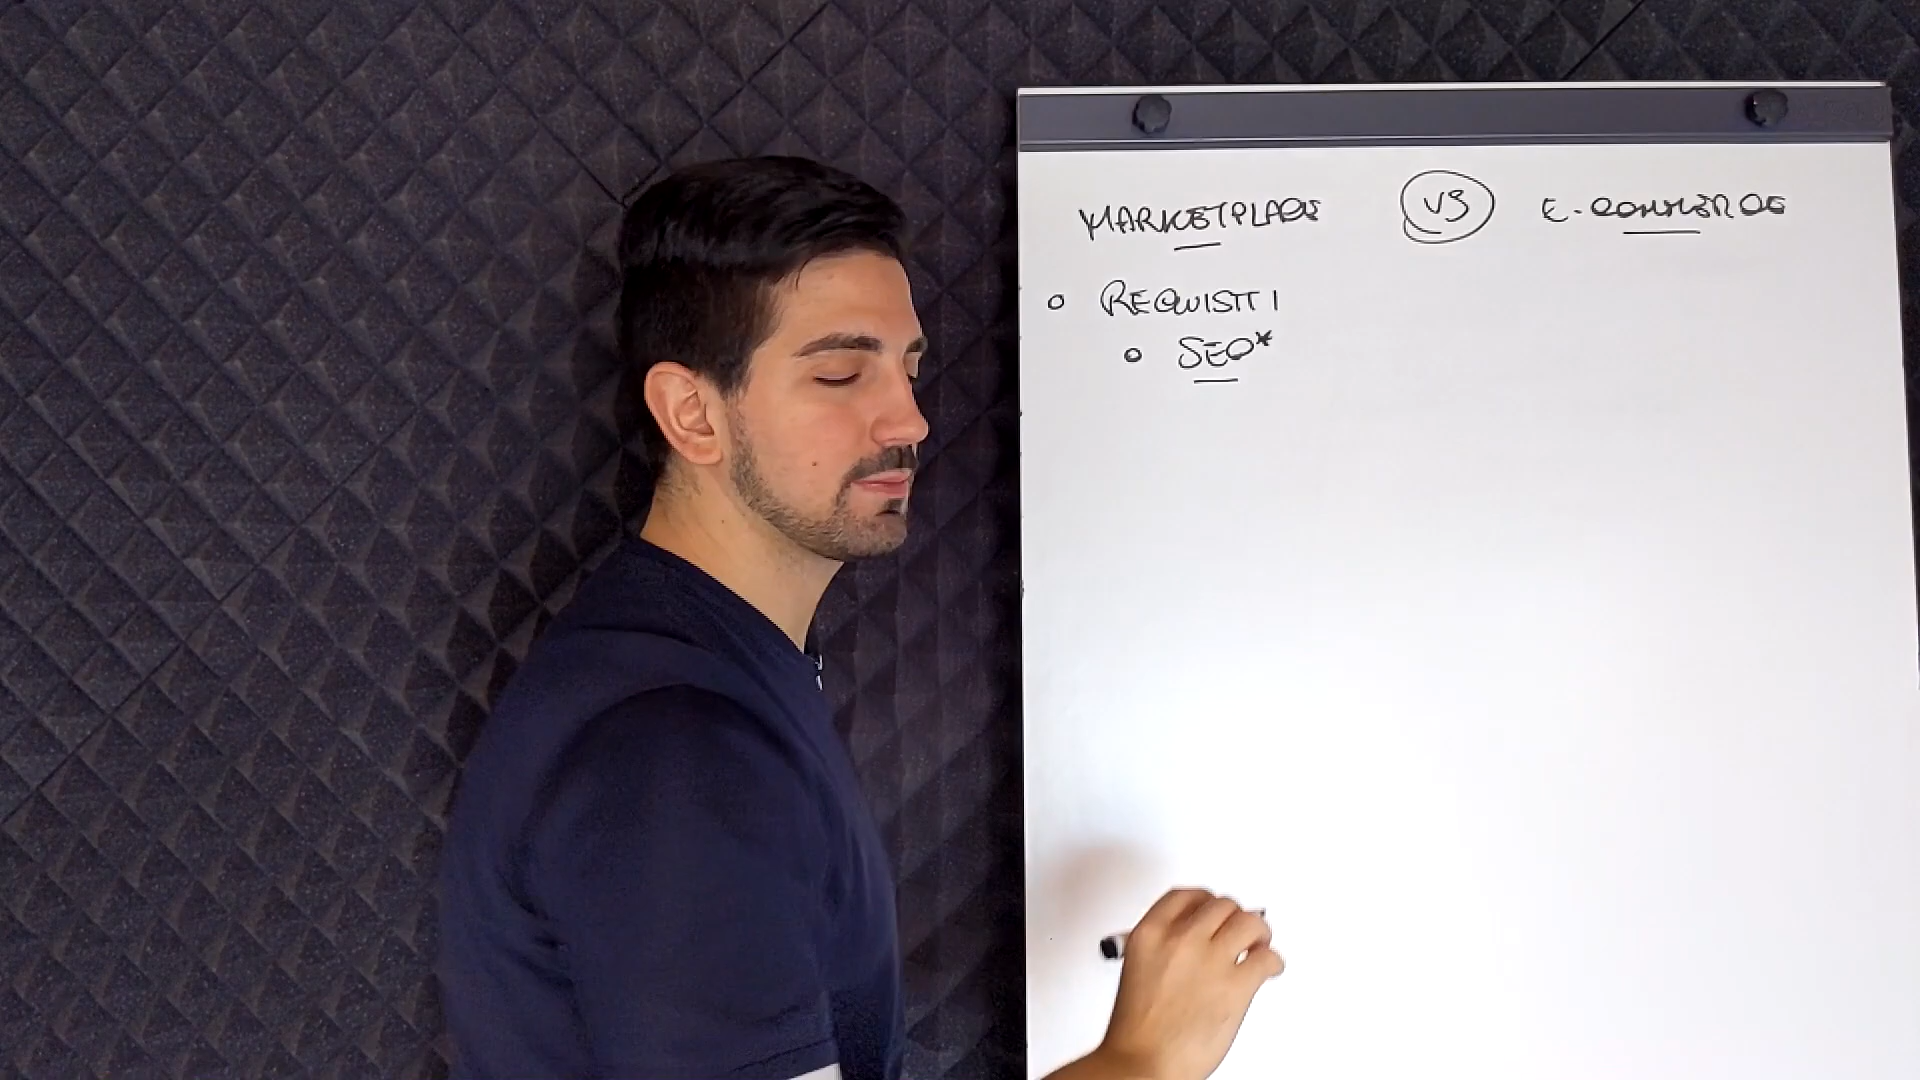 MARKETPLACE VS E-COMMERCE
○ REQUISITI
○ SEO*